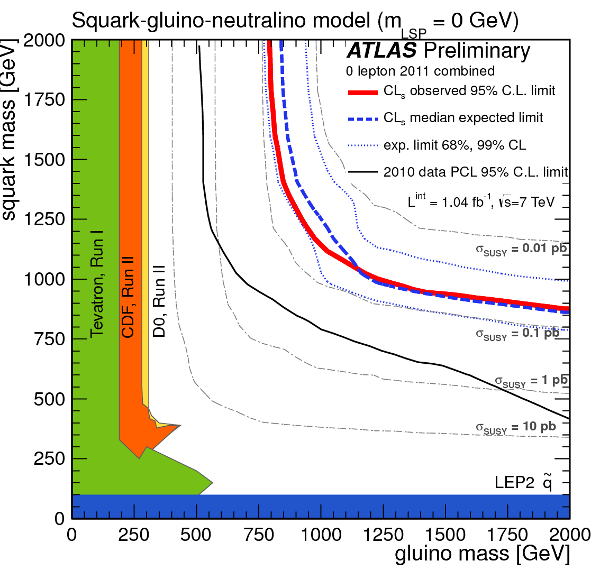 Squark-gluino-neutralino model (m_LSP = 0 GeV)
squark mass [GeV]
2000
1750
1500
1250
1000
750
500
250
0
ATLAS Preliminary
0 lepton 2011 combined
CL_s observed 95% C.L. limit
CL_s median expected limit
exp. limit 68%, 99% CL
2010 data PCL 95% C.L. limit
L^int = 1.04 fb^-1, √s=7 TeV
σ_SUSY = 0.01 pb
σ_SUSY = 0.1 pb
σ_SUSY = 1 pb
σ_SUSY = 10 pb
Tevatron, Run I
CDF, Run II
D0, Run II
LEP2 q̃
0 250 500 750 1000 1250 1500 1750 2000
gluino mass [GeV]